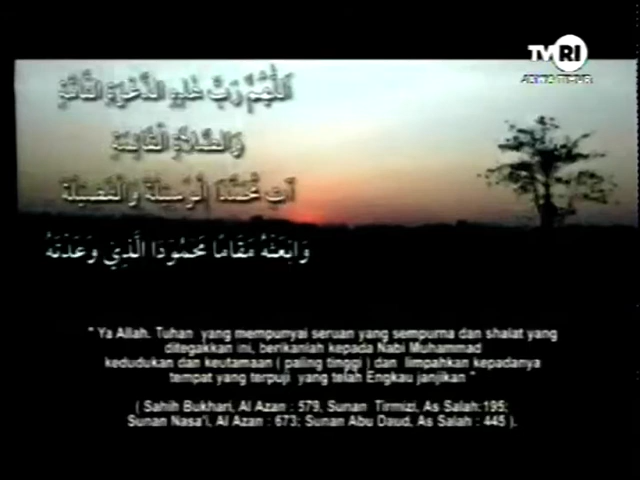 TVRI
JAWA TIMUR
اَللّٰهُمَّ رَبَّ هٰذِهِ الدَّعْوَةِ التَّامَّةِ
وَالصَّلَاةِ الْقَائِمَةِ
آتِ مُحَمَّدًا الْوَسِيْلَةَ وَالْفَضِيْلَةَ
وَابْعَثْهُ مَقَامًا مَحْمُوْدًا الَّذِيْ وَعَدْتَهُ
" Ya Allah. Tuhan yang mempunyai seruan yang sempurna dan shalat yang
ditegakkan ini, berikanlah kepada Nabi Muhammad
kedudukan dan keutamaan ( paling tinggi ) dan limpahkan kepadanya
tempat yang terpuji yang telah Engkau janjikan "
( Sahih Bukhari, Al Azan : 579, Sunan Tirmizi, As Salah:195;
Sunan Nasa'i, Al Azan : 673; Sunan Abu Daud, As Salah : 445 ).